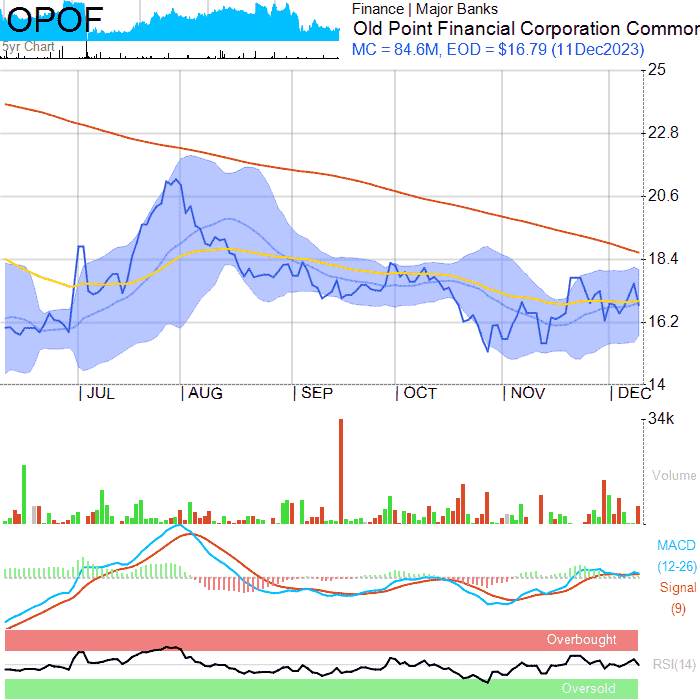 OPOF
5yr Chart
Finance | Major Banks
Old Point Financial Corporation Common
MC = 84.6M, EOD = $16.79 (11Dec2023)
25
22.8
20.6
18.4
16.2
14
JUL AUG SEP OCT NOV DEC
34k
Volume
MACD
(12-26)
Signal
(9)
Overbought
RSI(14)
Oversold